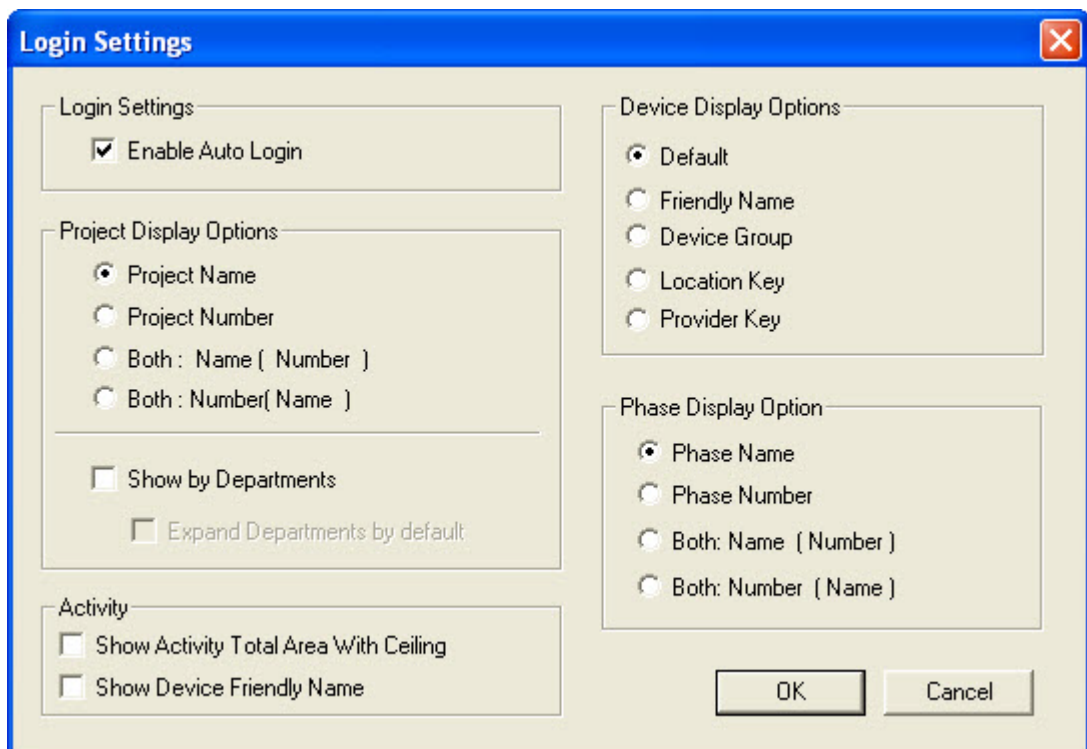 Login Settings
Login Settings
Enable Auto Login
Project Display Options
Project Name
Project Number
Both :  Name (  Number  )
Both : Number( Name  )
Show by Departments
Expand Departments by default
Activity
Show Activity Total Area With Ceiling
Show Device Friendly Name
Device Display Options
Default
Friendly Name
Device Group
Location Key
Provider Key
Phase Display Option
Phase Name
Phase Number
Both: Name  ( Number )
Both: Number  ( Name )
OK
Cancel